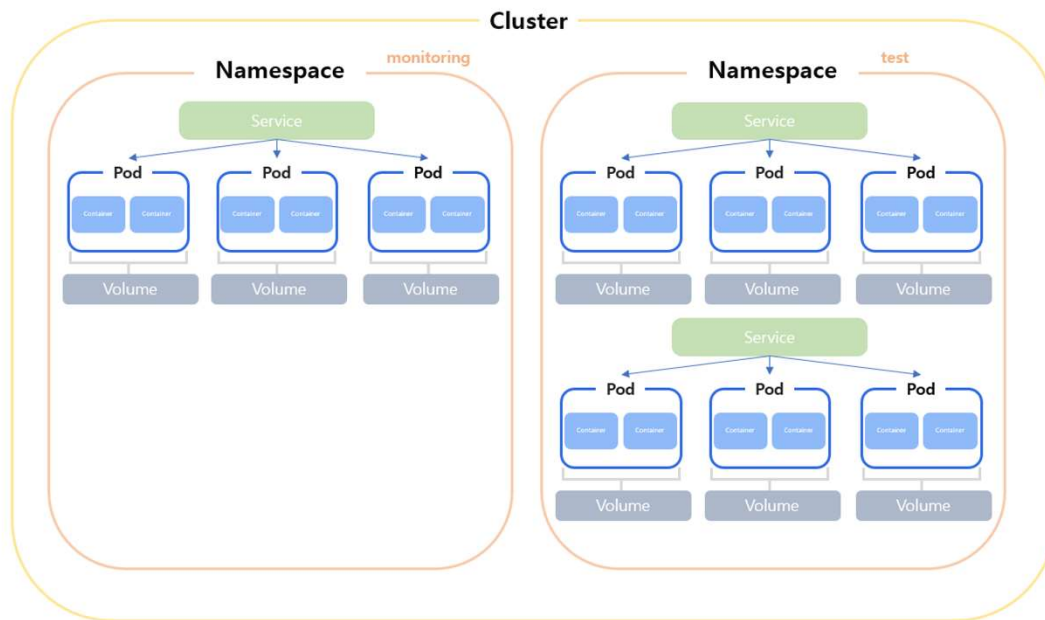 Cluster
Namespace monitoring
Service
Pod Pod Pod
Container Container Container Container Container Container
Volume Volume Volume
Namespace test
Service
Pod Pod Pod
Container Container Container Container Container Container
Volume Volume Volume
Service
Pod Pod Pod
Container Container Container Container Container Container
Volume Volume Volume